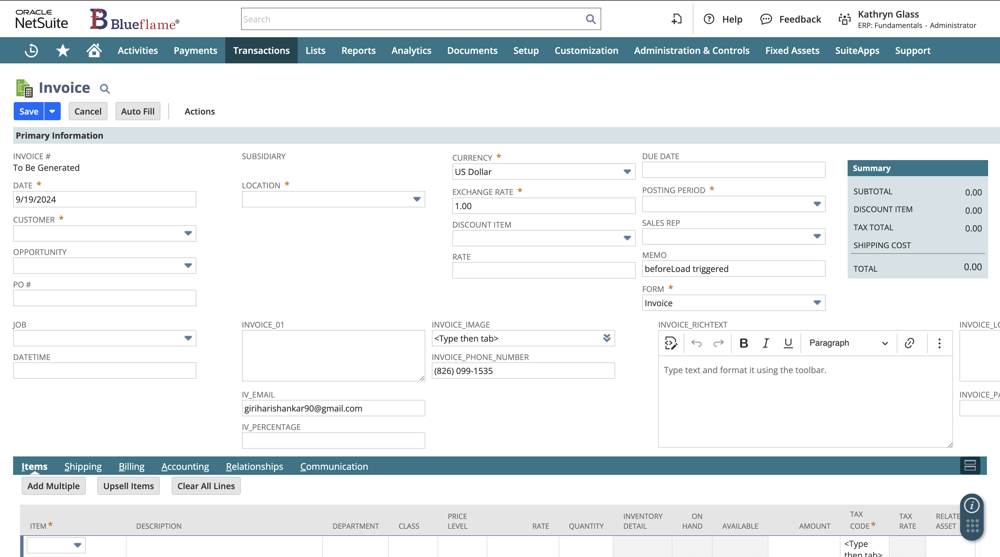 ORACLE
NetSuite
Blueflame®
Search
Help
Feedback
Kathryn Glass
ERP: Fundamentals - Administrator
Activities
Payments
Transactions
Lists
Reports
Analytics
Documents
Setup
Customization
Administration & Controls
Fixed Assets
SuiteApps
Support
Invoice
Save
Cancel
Auto Fill
Actions
Primary Information
INVOICE #
To Be Generated
DATE *
9/19/2024
CUSTOMER *
OPPORTUNITY
PO #
SUBSIDIARY
LOCATION *
CURRENCY *
US Dollar
EXCHANGE RATE *
1.00
DISCOUNT ITEM
RATE
DUE DATE
POSTING PERIOD *
SALES REP
MEMO
beforeLoad triggered
FORM *
Invoice
Summary
SUBTOTAL 0.00
DISCOUNT ITEM 0.00
TAX TOTAL 0.00
SHIPPING COST
TOTAL 0.00
JOB
DATETIME
INVOICE_01
IV_EMAIL
giriharishankar90@gmail.com
IV_PERCENTAGE
INVOICE_IMAGE
<Type then tab>
INVOICE_PHONE_NUMBER
(826) 099-1535
INVOICE_RICHTEXT
B I U Paragraph
Type text and format it using the toolbar.
INVOICE_LO
INVOICE_PA
Items
Shipping
Billing
Accounting
Relationships
Communication
Add Multiple
Upsell Items
Clear All Lines
ITEM *
DESCRIPTION
DEPARTMENT
CLASS
PRICE
LEVEL
RATE
QUANTITY
INVENTORY
DETAIL
ON
HAND
AVAILABLE
AMOUNT
TAX
CODE *
TAX
RATE
RELATE
ASSET
<Type
then tab>